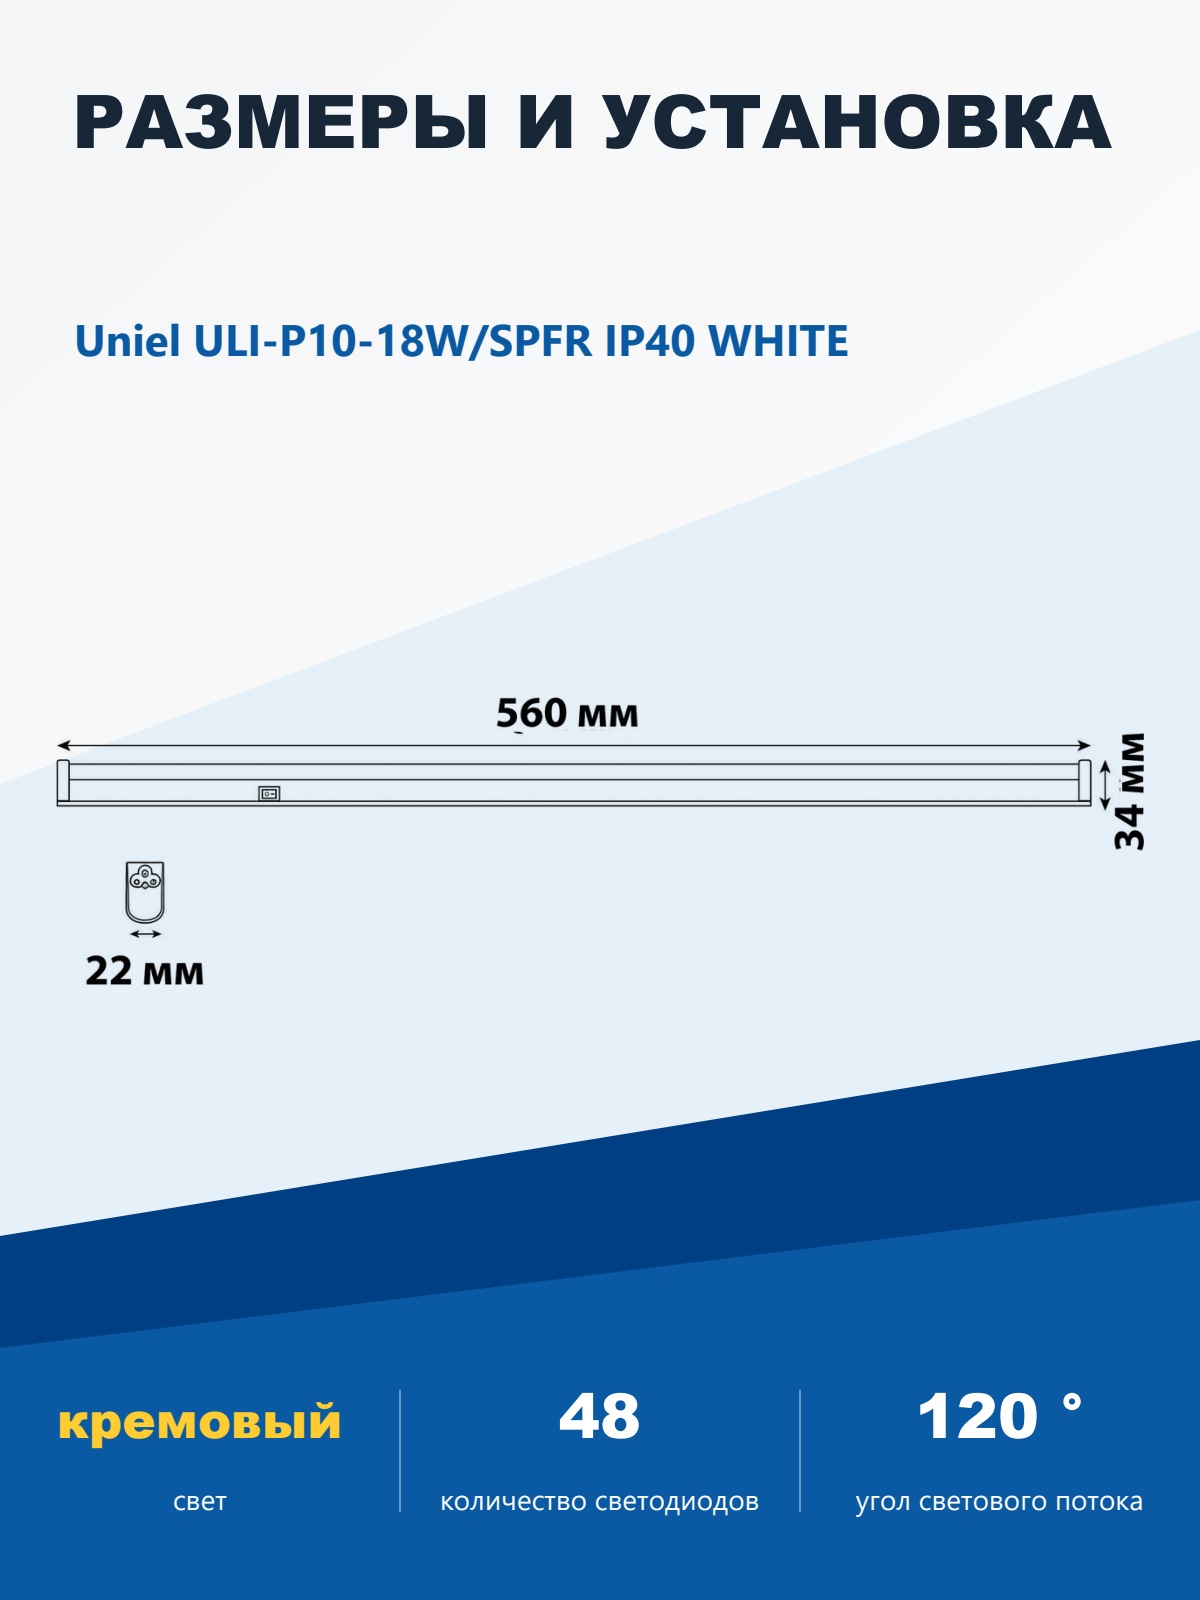 РАЗМЕРЫ И УСТАНОВКА
Uniel ULI-P10-18W/SPFR IP40 WHITE
560 мм
34 мм
22 мм
кремовый
свет
48
количество светодиодов
120 °
угол светового потока